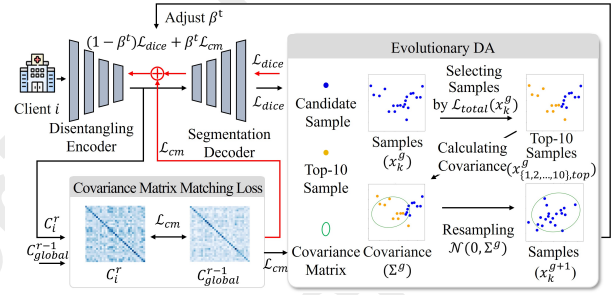 Adjust β^t
(1 − β^t)ℒ_dice + β^tℒ_cm
ℒ_dice
ℒ_dice
Client i
Disentangling
Encoder
Segmentation
Decoder
ℒ_cm
Covariance Matrix Matching Loss
C_i^r
C_global^{r−1}
ℒ_cm
C_i^r
C_global^{r−1}
ℒ_cm
Evolutionary DA
Candidate
Sample
Top-10
Sample
Covariance
Matrix
Samples
(x_k^g)
Selecting
Samples
by ℒ_total(x_k^g)
Top-10
Samples
(x_{1,2,...,10},top^g)
Calculating
Covariance
Covariance
(Σ^g)
Resampling
𝒩(0, Σ^g)
Samples
(x_k^{g+1})